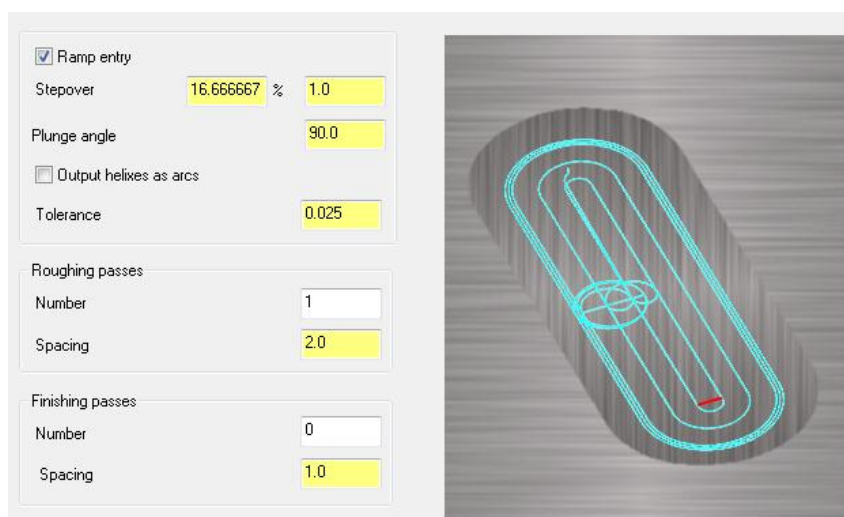 Ramp entry
Stepover 16.666667 % 1.0
Plunge angle 90.0
Output helixes as arcs
Tolerance 0.025
Roughing passes
Number 1
Spacing 2.0
Finishing passes
Number 0
Spacing 1.0